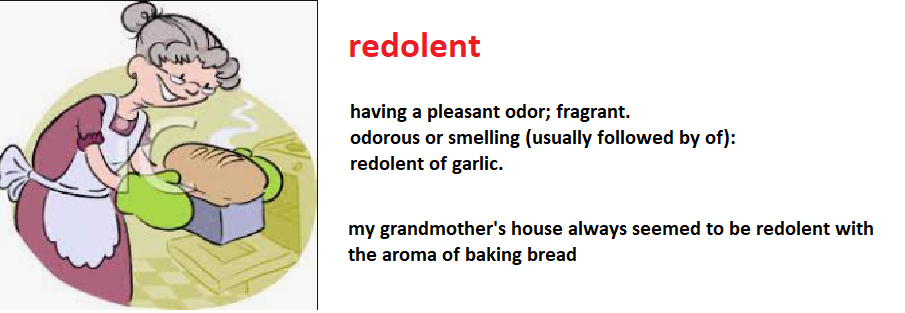 redolent
having a pleasant odor; fragrant.
odorous or smelling (usually followed by of):
redolent of garlic.
my grandmother's house always seemed to be redolent with
the aroma of baking bread